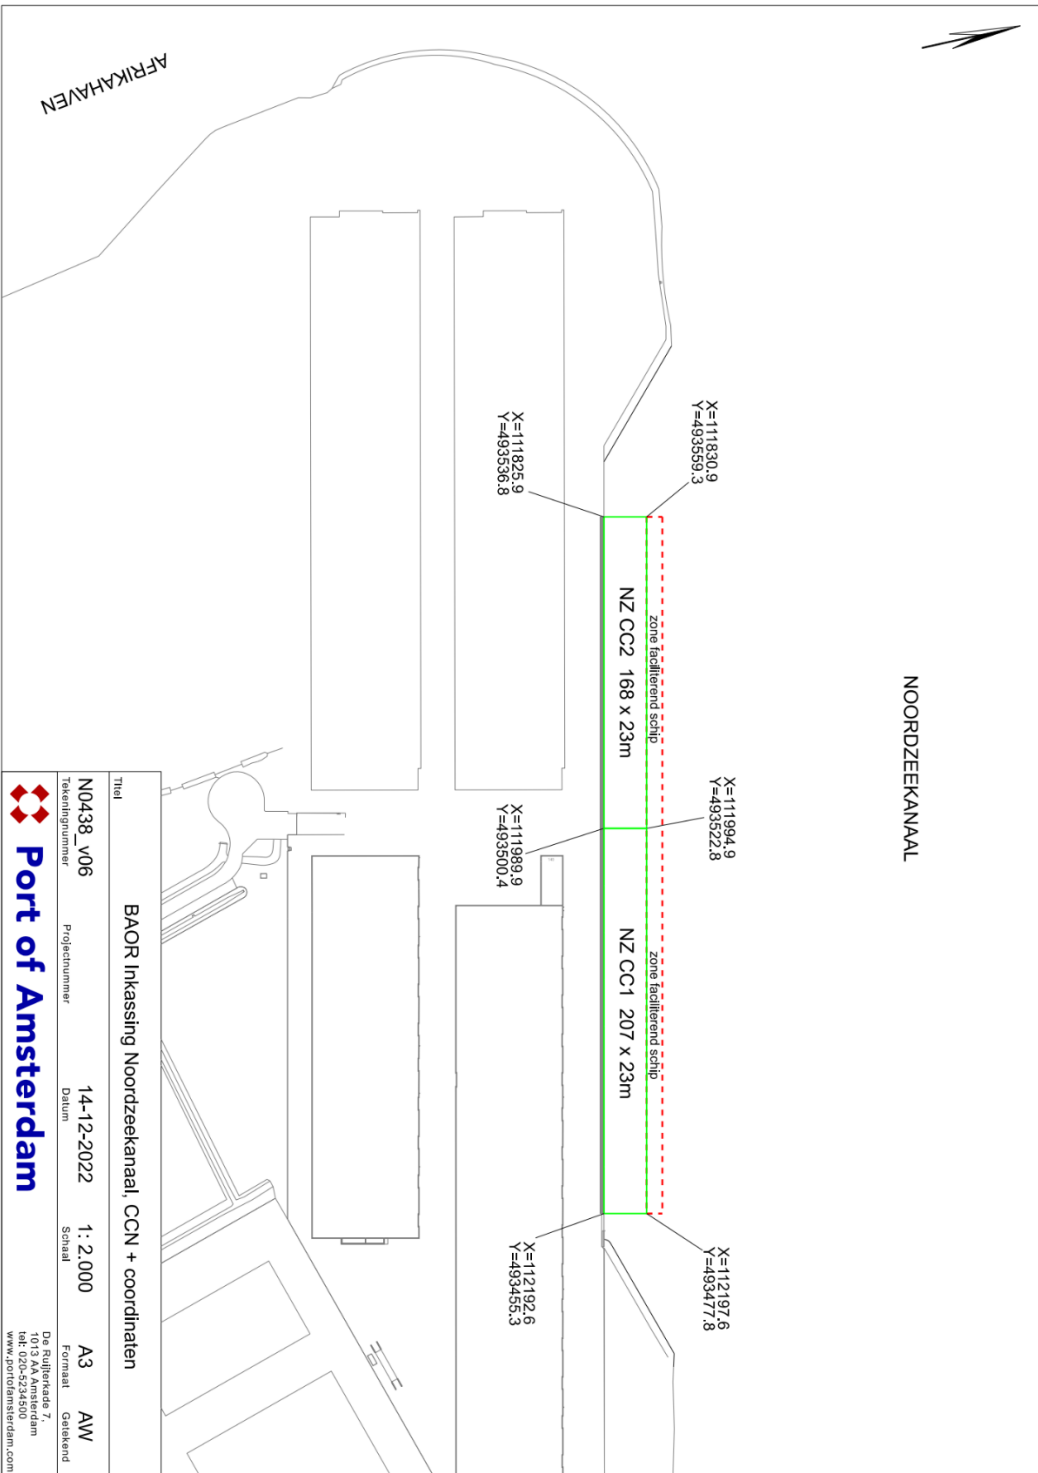 AFRIKAHAVEN
NOORDZEEKANAAL
X=111830.9
Y=493559.3
X=111825.9
Y=493536.8
X=111994.9
Y=493522.8
X=111989.9
Y=493500.4
X=112197.6
Y=493477.8
X=112192.6
Y=493455.3
zone faciliterend schip
NZ CC2 168 x 23m
zone faciliterend schip
NZ CC1 207 x 23m
Titel
BAOR Inkassing Noordzeekanaal, CCN + coordinaten
N0438_v06
14-12-2022
1: 2.000
A3
AW
Tekeningnummer
Projectnummer
Datum
Schaal
Formaat
Getekend
Port of Amsterdam
De Ruijterkade 7,
1013 AA Amsterdam
tel: 020-5234500
www.portofamsterdam.com